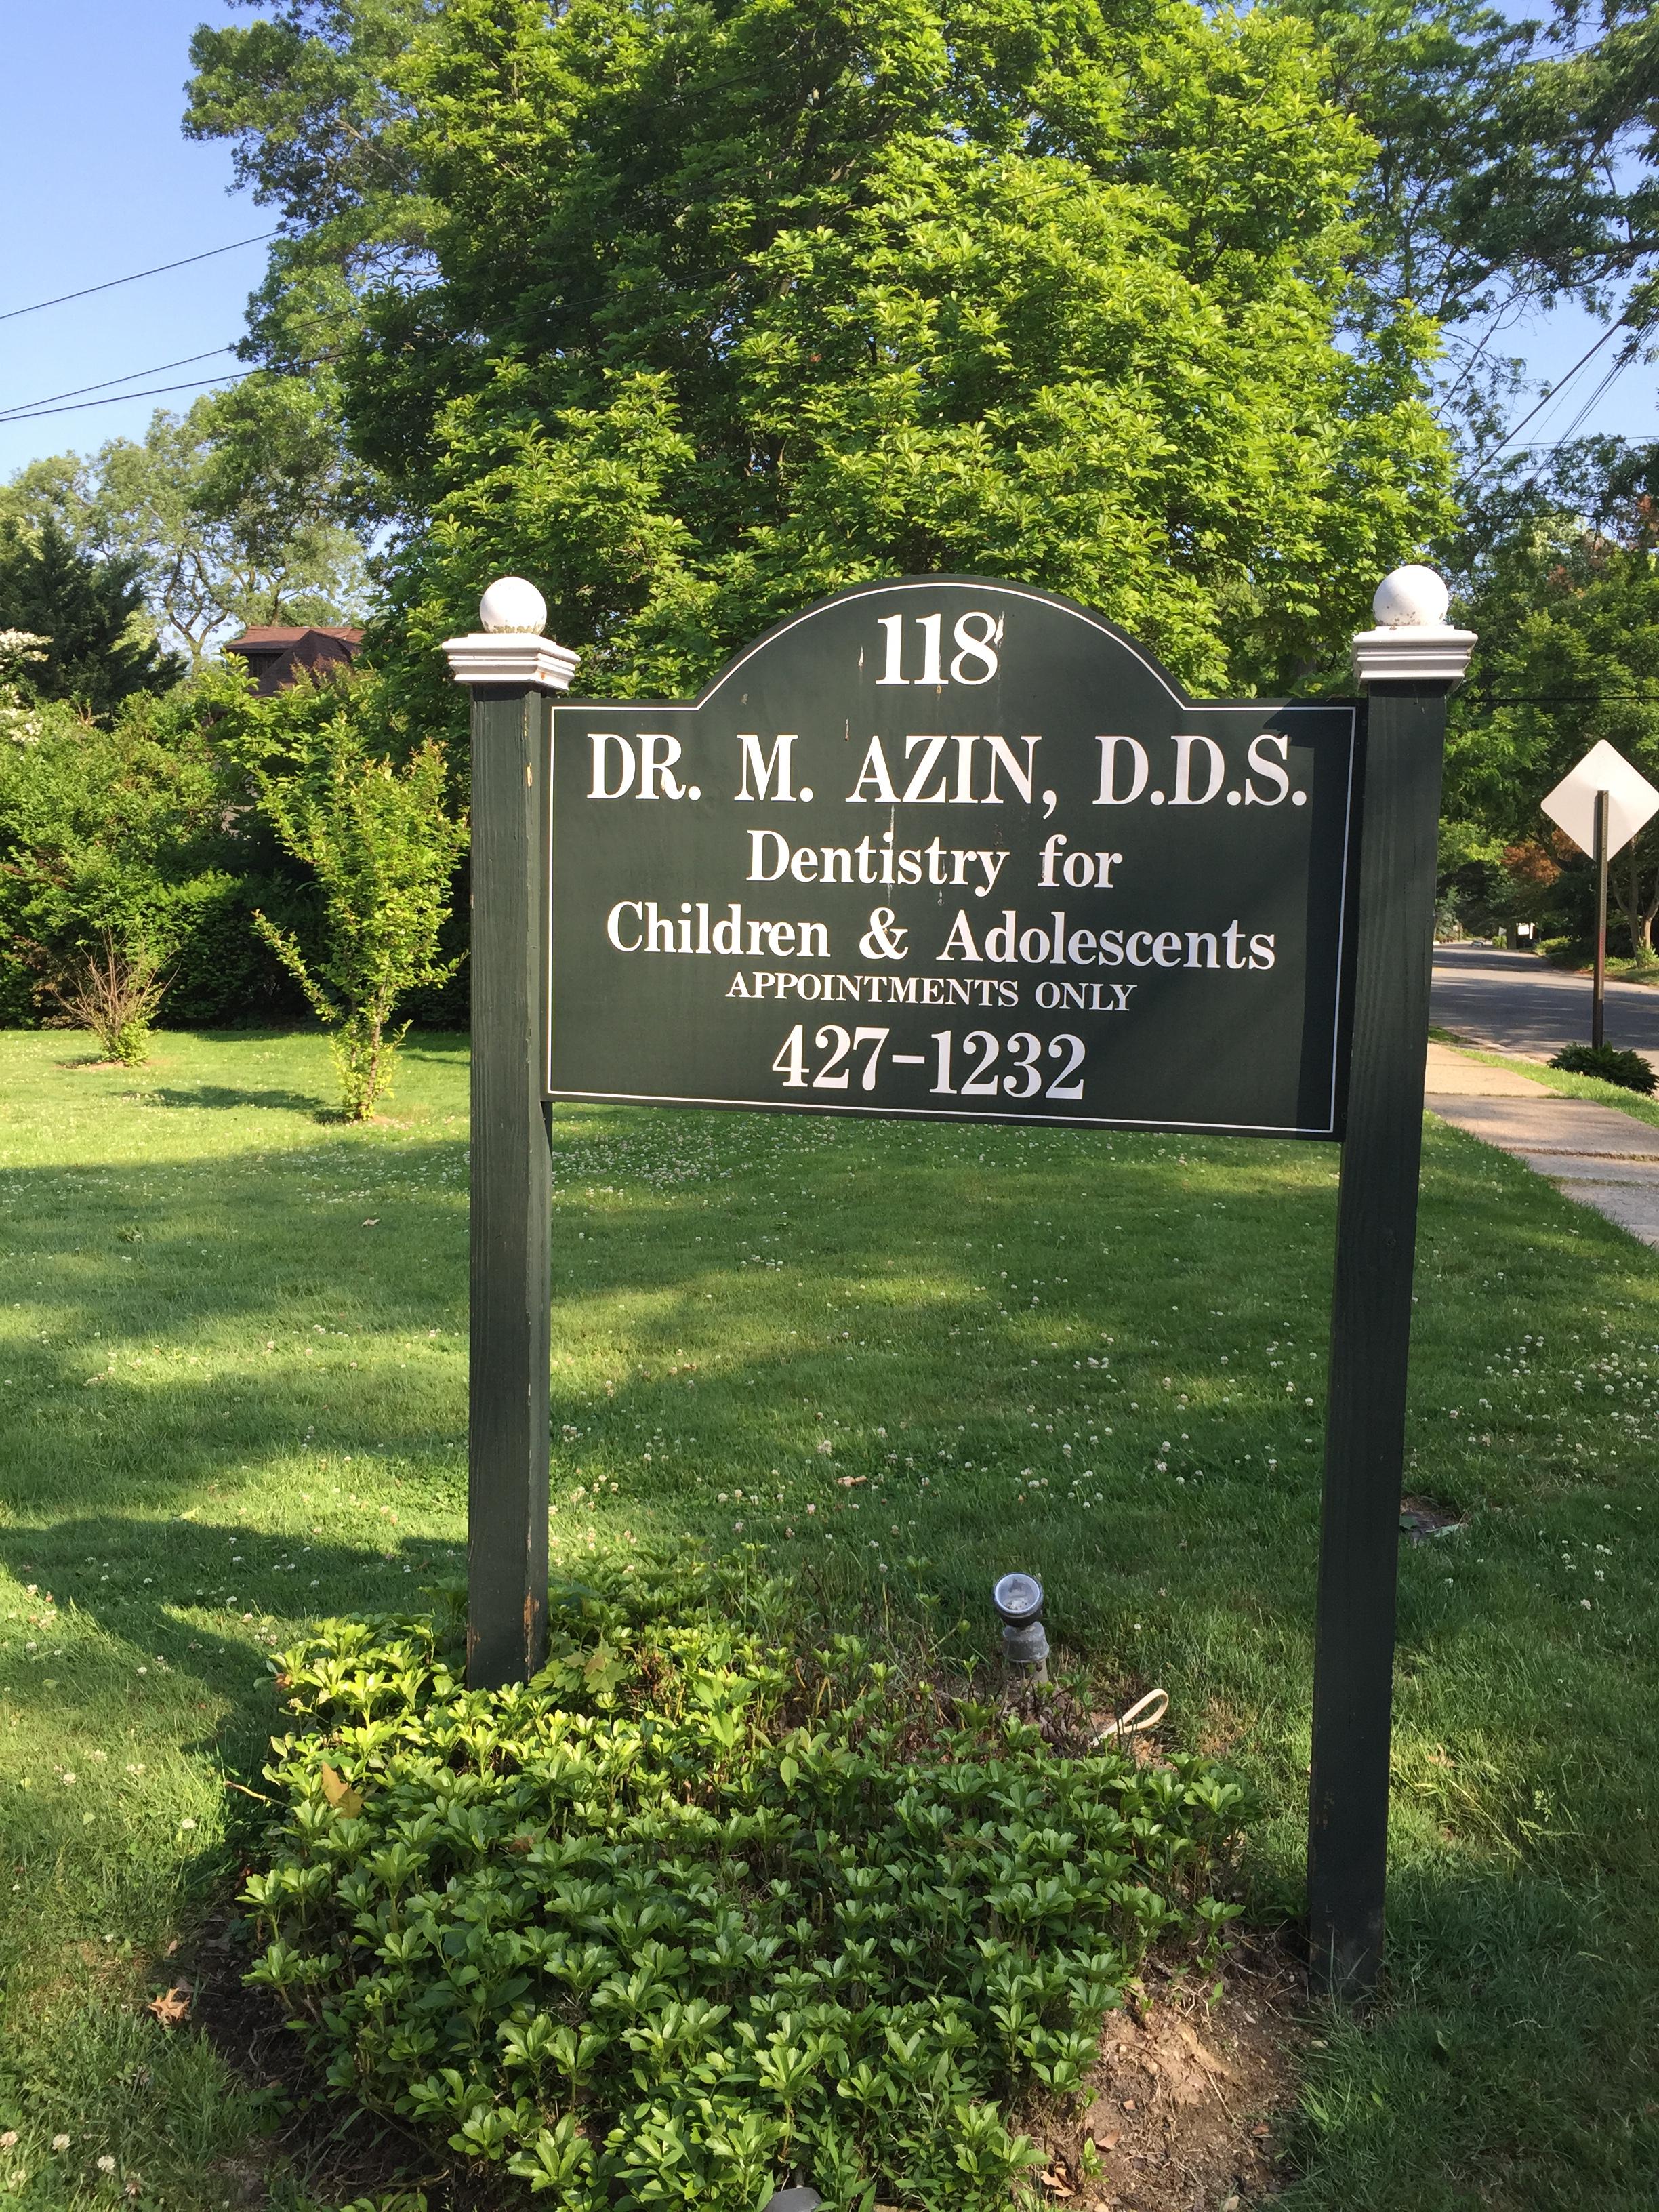 118
DR. M. AZIN, D.D.S.
Dentistry for
Children & Adolescents
APPOINTMENTS ONLY
427-1232